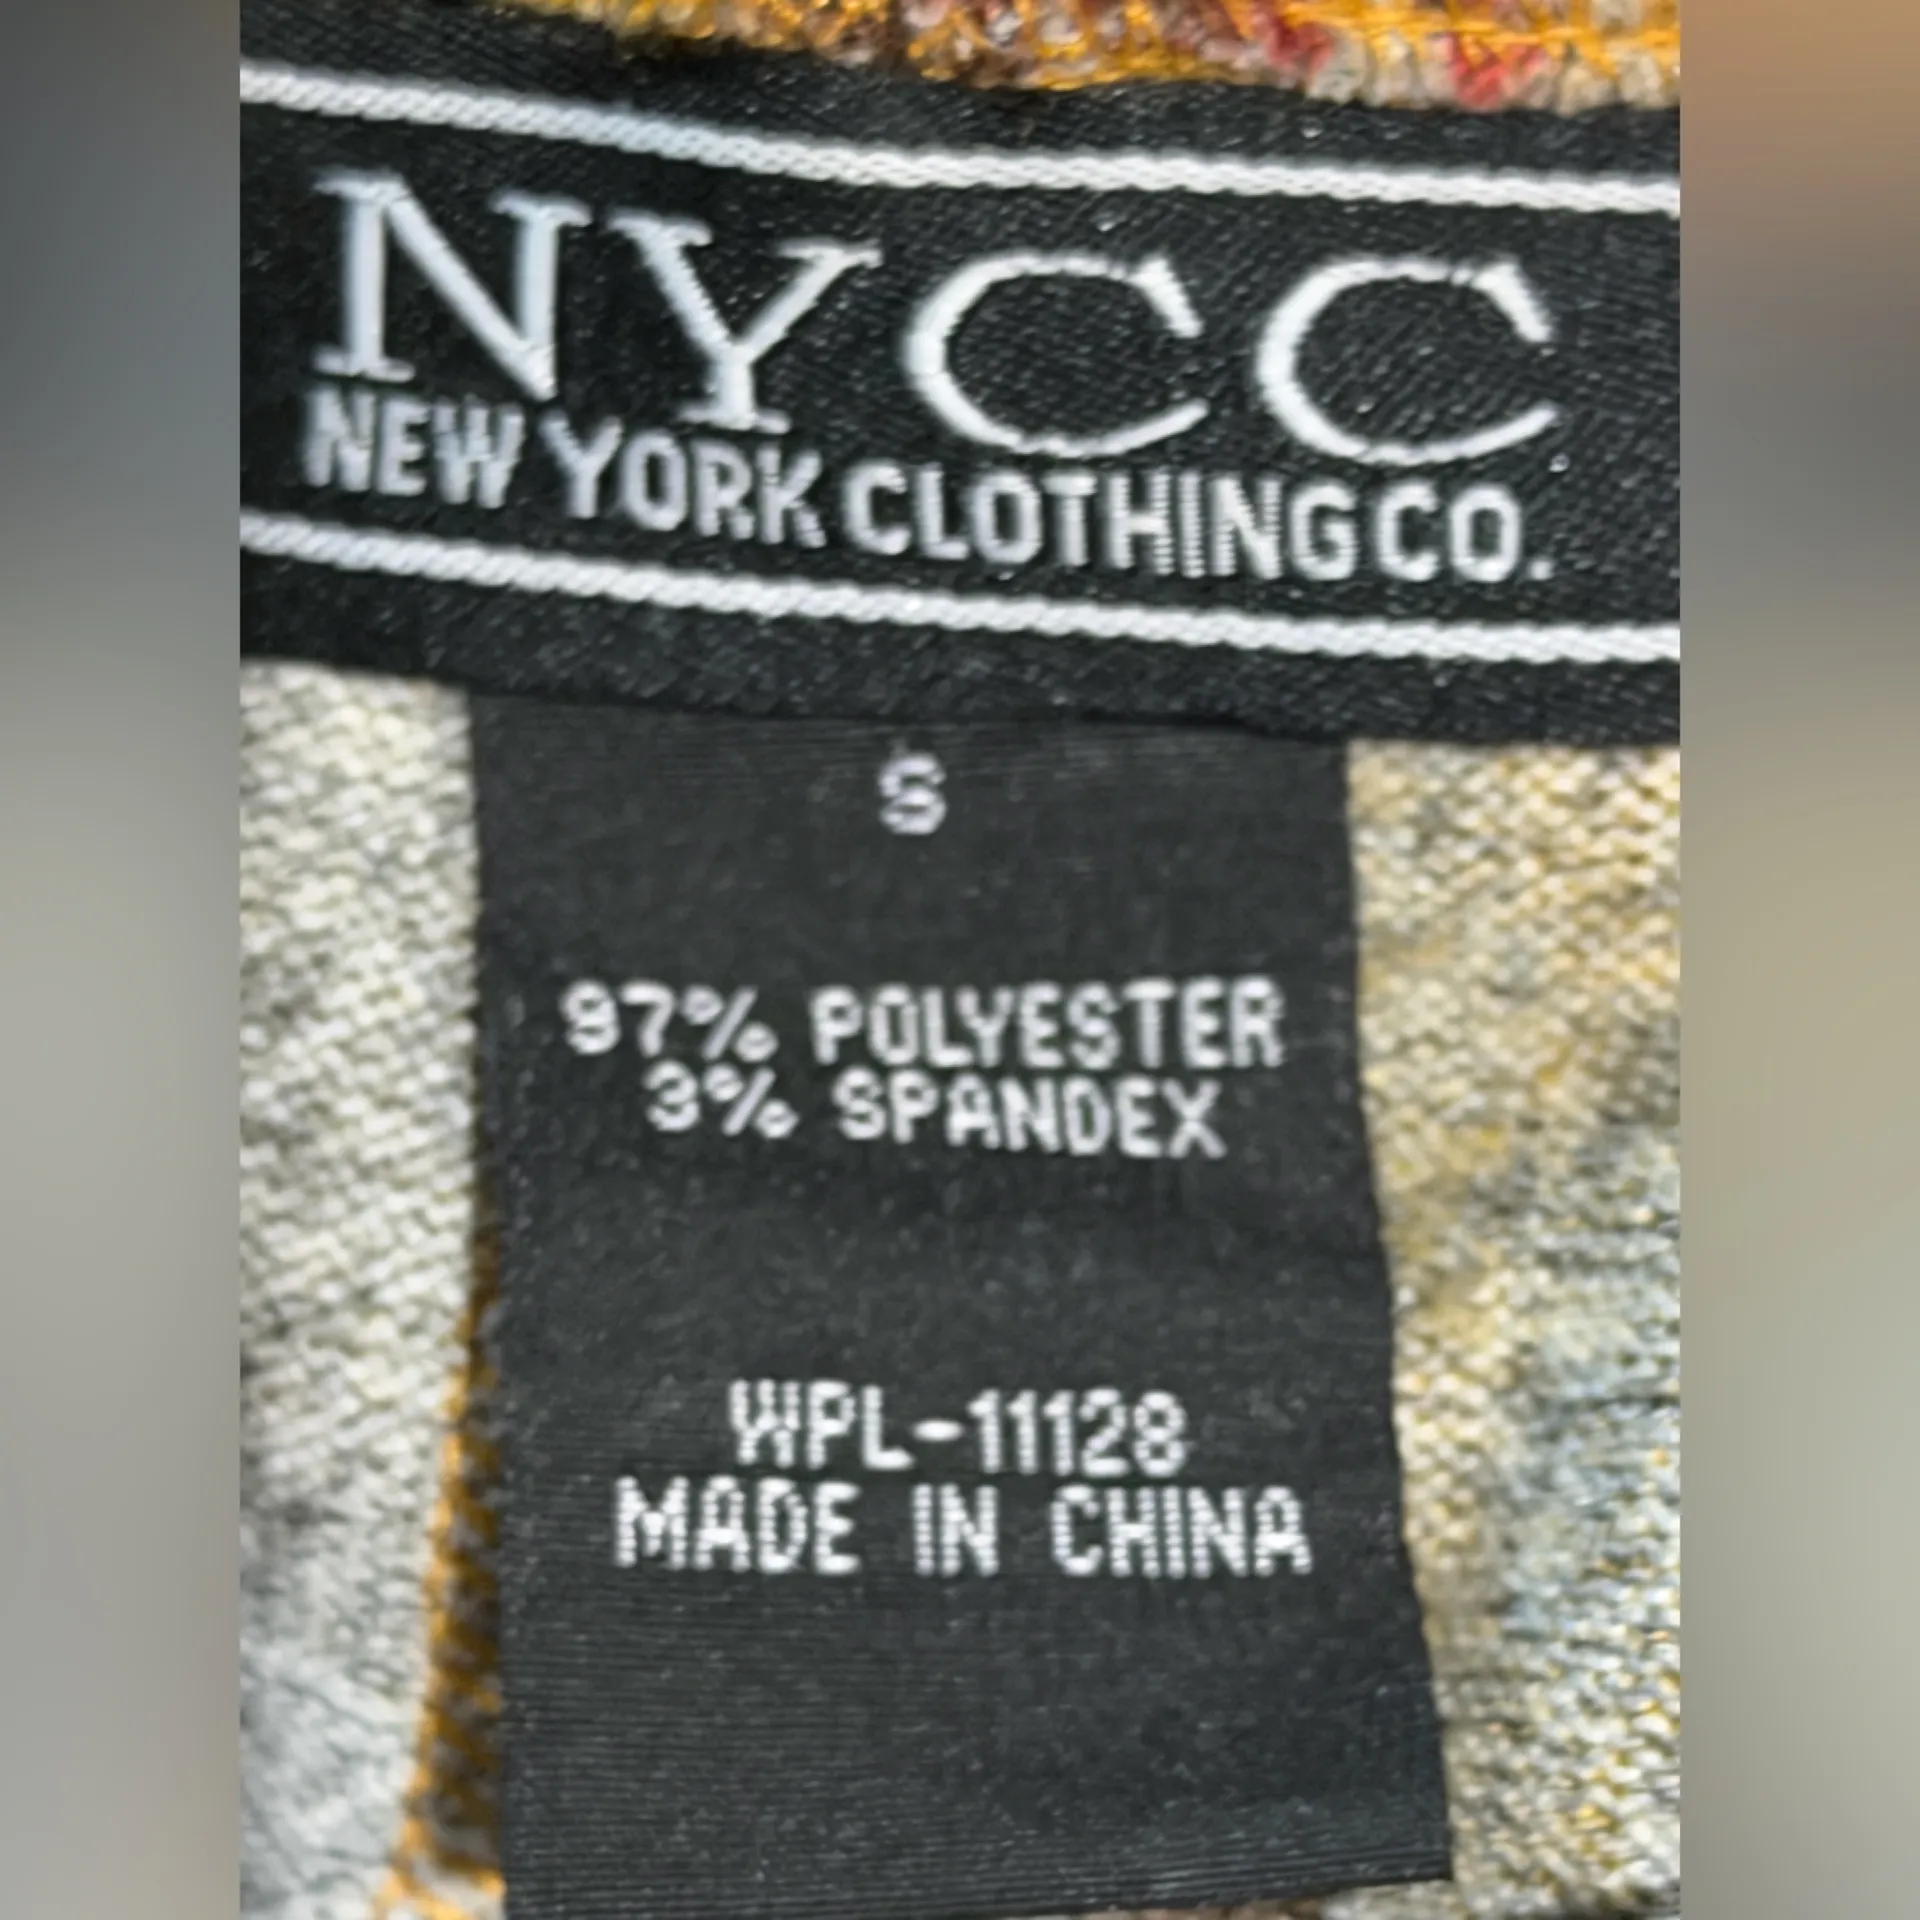 NYCC
NEW YORK CLOTHING CO.
S
97% POLYESTER
3% SPANDEX
WPL-11128
MADE IN CHINA